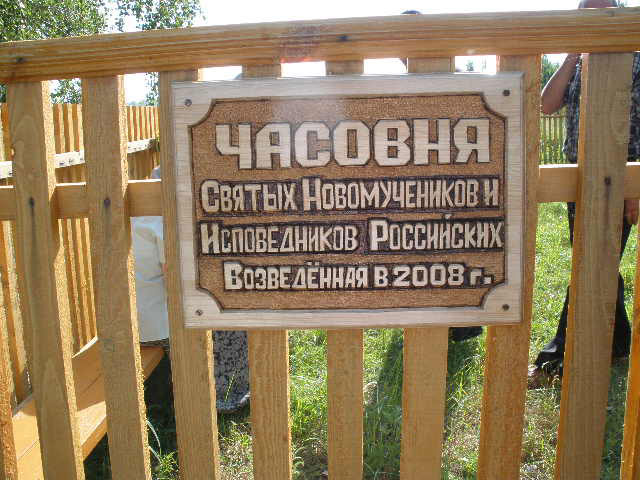 ЧАСОВНЯ
Святых Новомучеников и
Исповедников Российских
Возведённая в 2008 г.